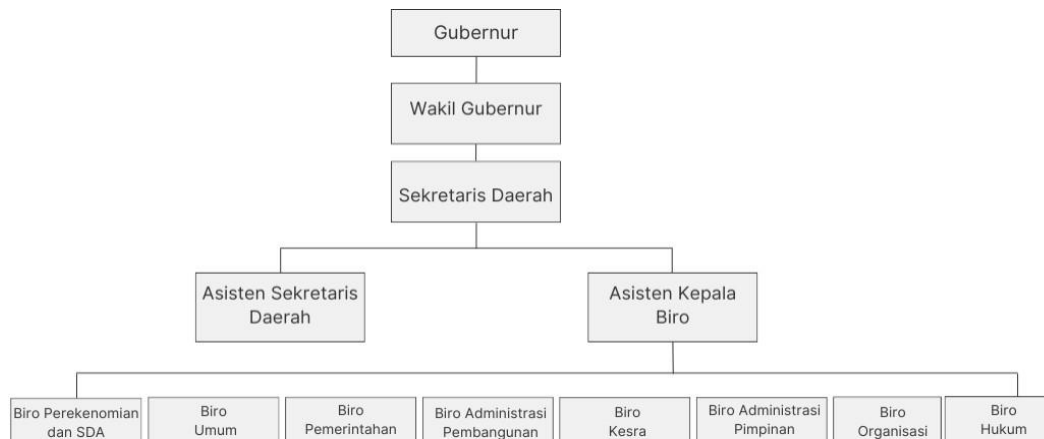 Gubernur
Wakil Gubernur
Sekretaris Daerah
Asisten Sekretaris
Daerah
Asisten Kepala
Biro
Biro Perekenomian
dan SDA
Biro
Umum
Biro
Pemerintahan
Biro Administrasi
Pembangunan
Biro
Kesra
Biro Administrasi
Pimpinan
Biro
Organisasi
Biro
Hukum